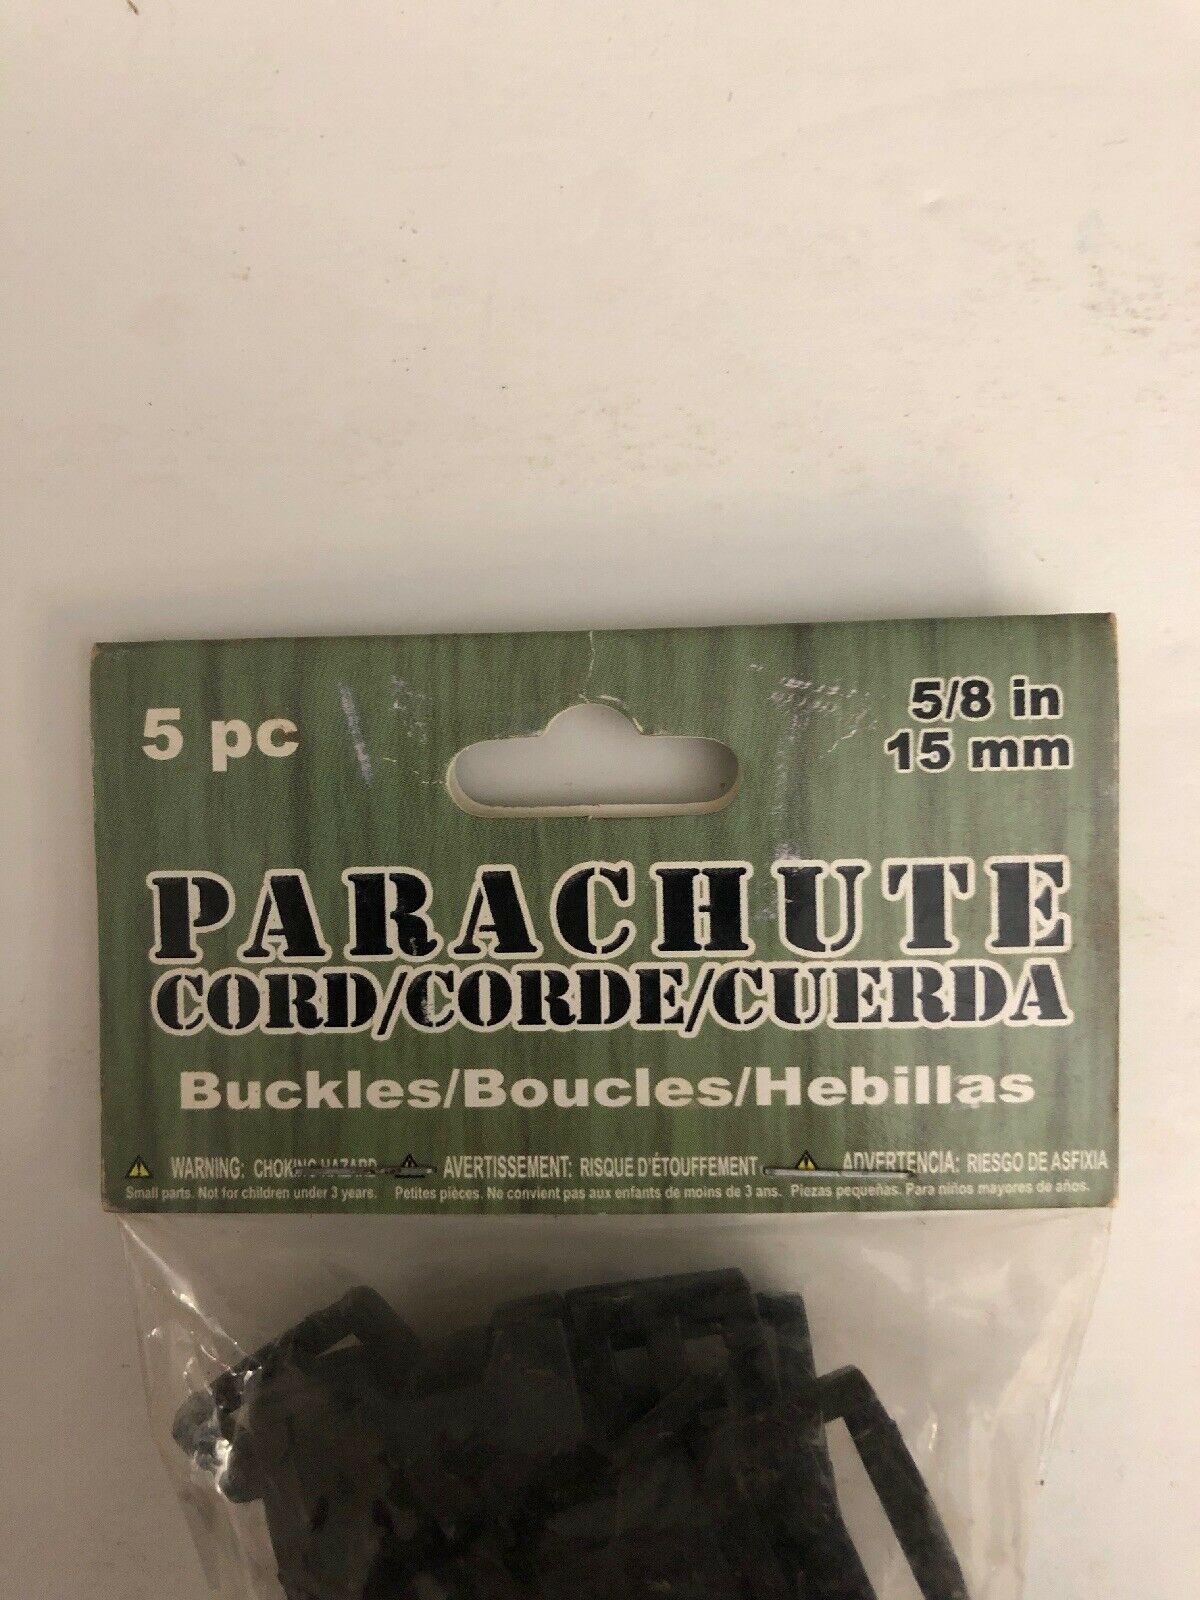 5 pc
5/8 in
15 mm
PARACHUTE
CORD/CORDE/CUERDA
Buckles/Boucles/Hebillas
WARNING: CHOKING HAZARD
Small parts. Not for children under 3 years.
AVERTISSEMENT: RISQUE D'ÉTOUFFEMENT
Petites pièces. Ne convient pas aux enfants de moins de 3 ans.
ADVERTENCIA: RIESGO DE ASFIXIA
Piezas pequeñas. Para niños mayores de años.